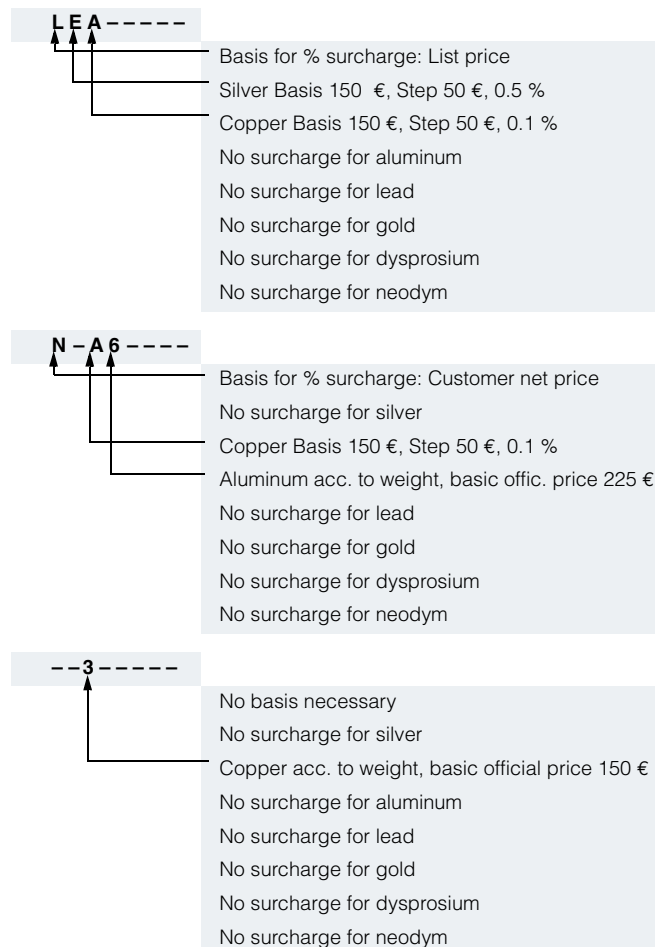 L E A – – – – –
Basis for % surcharge: List price
Silver Basis 150 €, Step 50 €, 0.5 %
Copper Basis 150 €, Step 50 €, 0.1 %
No surcharge for aluminum
No surcharge for lead
No surcharge for gold
No surcharge for dysprosium
No surcharge for neodym
N – A 6 – – – –
Basis for % surcharge: Customer net price
No surcharge for silver
Copper Basis 150 €, Step 50 €, 0.1 %
Aluminum acc. to weight, basic offic. price 225 €
No surcharge for lead
No surcharge for gold
No surcharge for dysprosium
No surcharge for neodym
– – 3 – – – – –
No basis necessary
No surcharge for silver
Copper acc. to weight, basic official price 150 €
No surcharge for aluminum
No surcharge for lead
No surcharge for gold
No surcharge for dysprosium
No surcharge for neodym